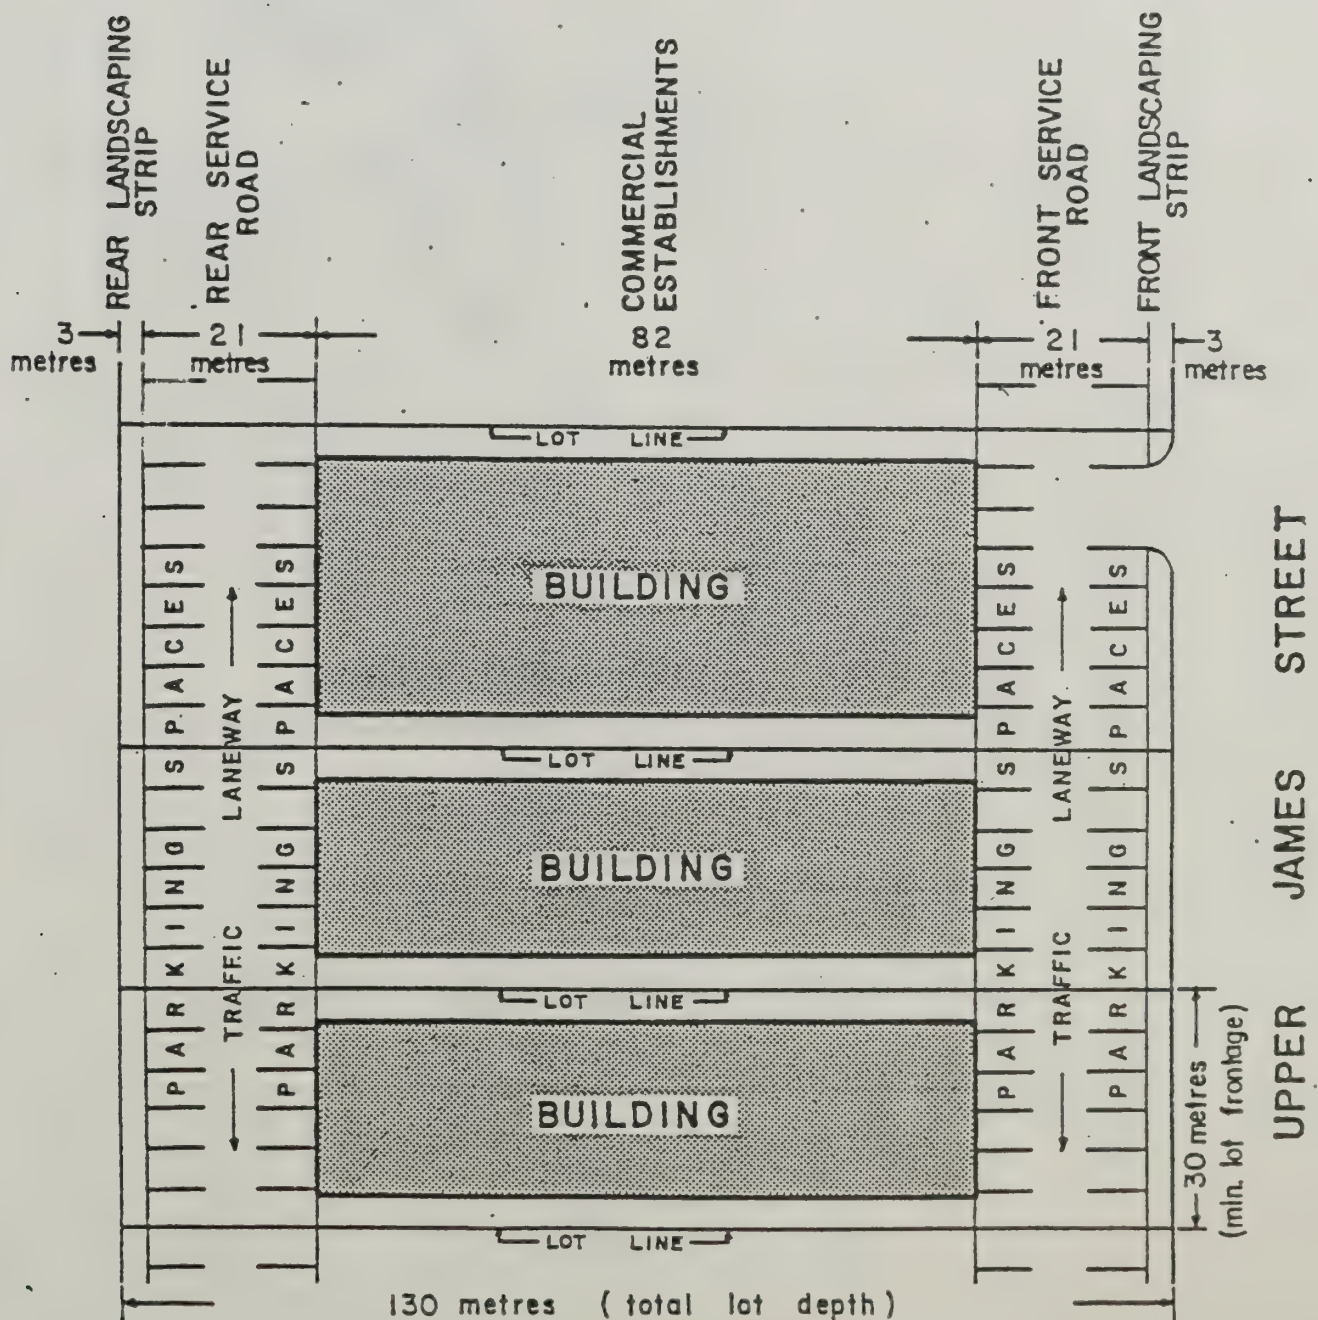 REAR LANDSCAPING
STRIP
REAR SERVICE
ROAD
COMMERCIAL
ESTABLISHMENTS
FRONT SERVICE
ROAD
FRONT LANDSCAPING
STRIP
3
metres
21
metres
82
metres
21
metres
3
metres
LOT LINE
BUILDING
LOT LINE
BUILDING
LOT LINE
BUILDING
LOT LINE
PARKING SPACES
TRAFFIC LANEWAY
PARKING SPACES
PARKING SPACES
TRAFFIC LANEWAY
PARKING SPACES
30 metres
(min. lot frontage)
UPPER JAMES STREET
130 metres (total lot depth)